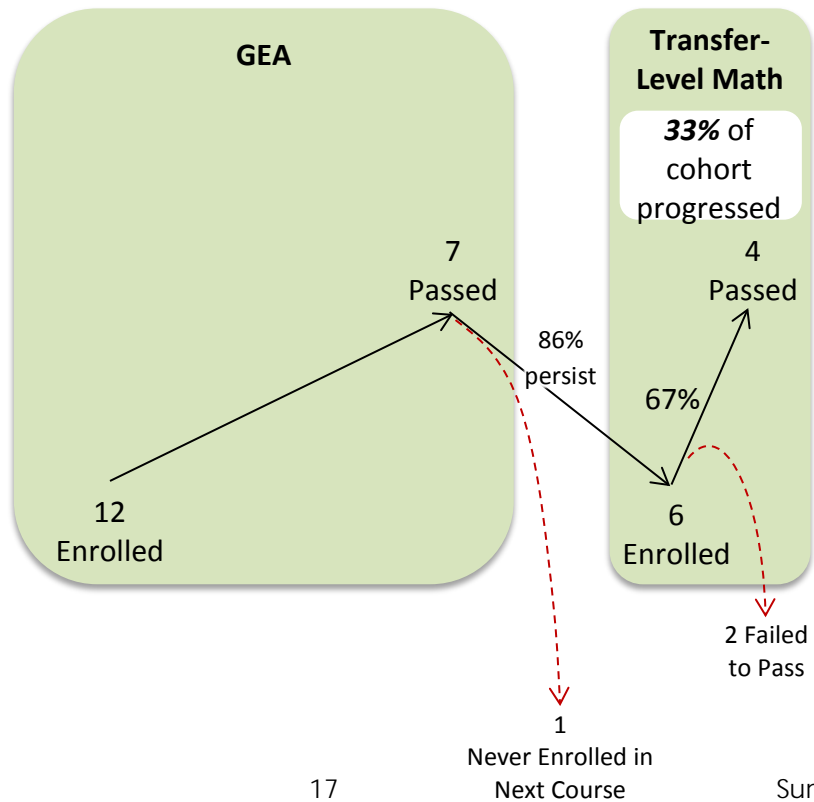 GEA
Transfer-
Level Math
33% of
cohort
progressed
7
Passed
4
Passed
86%
persist
67%
12
Enrolled
6
Enrolled
2 Failed
to Pass
1
Never Enrolled in
Next Course
17
Sur